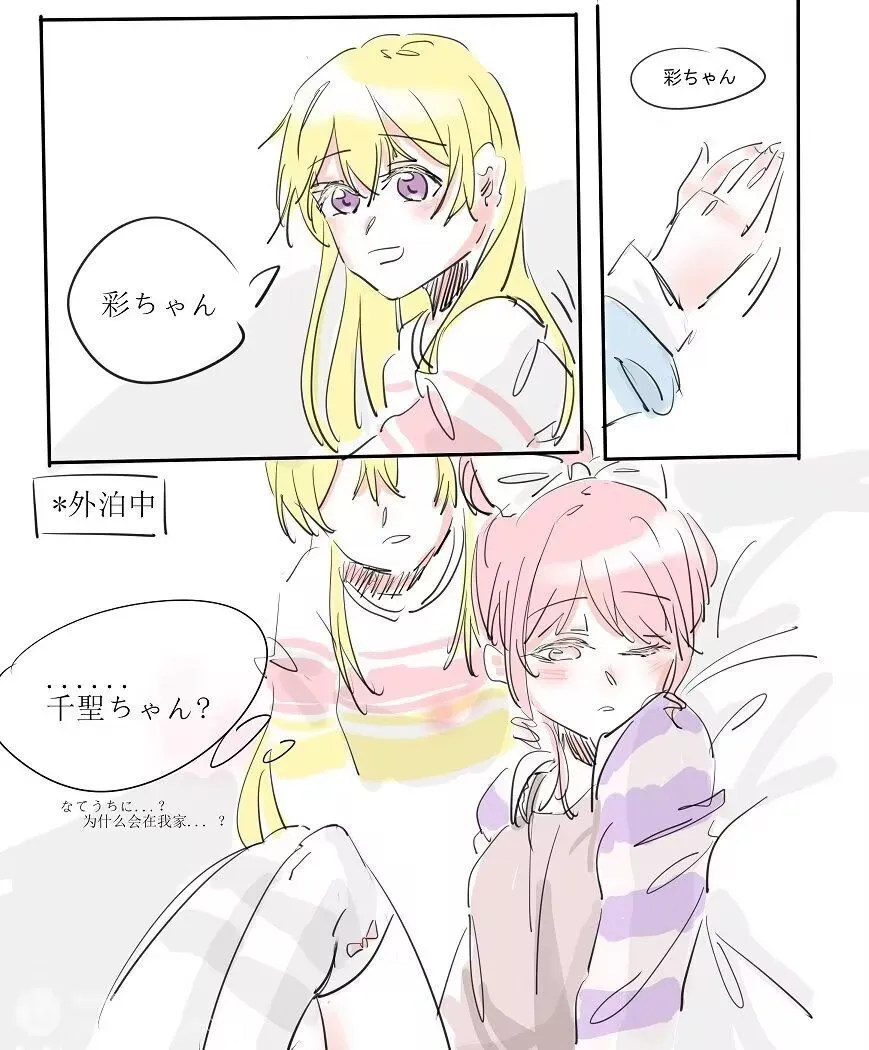 彩ちゃん
彩ちゃん
*外泊中
......
千聖ちゃん?
なてうちに...?
为什么会在我家... ?